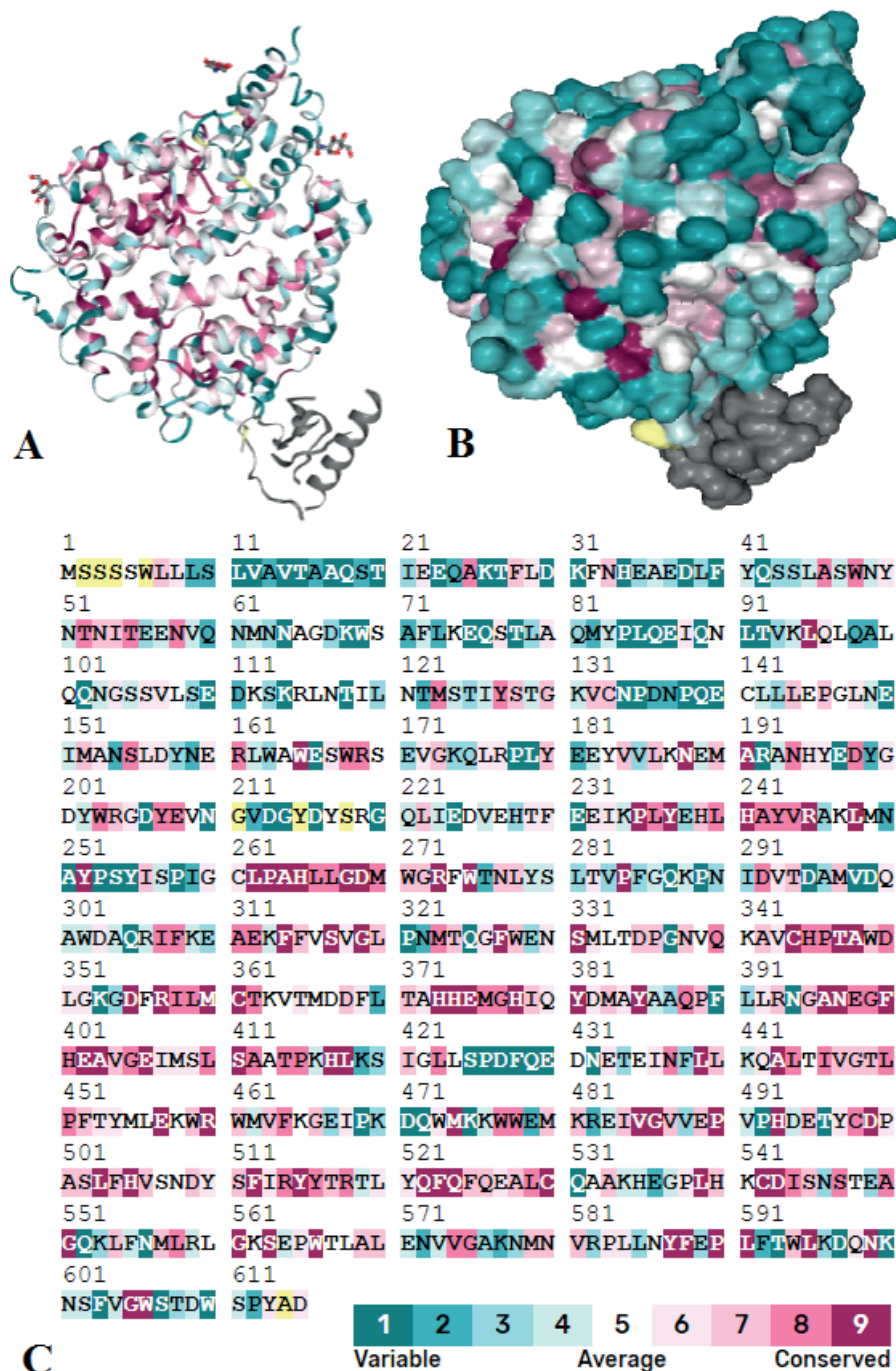 A
B
1 11 21 31 41
MSSSSWLLLS LVAVTAAQST IEEQAKTFLD KFNHEAEDLF YQSSLASWNY
51 61 71 81 91
NTNITEENVQ NMNNAGDKWS AFLKEQSTLA QMYPLQEIQN LTVKLQLQAL
101 111 121 131 141
QQNGSSVLSE DKSKRLNTIL NTMSTIYSTG KVCNPDNPQE CLLLEPGLNE
151 161 171 181 191
IMANSLDYNE RLWAWESWRS EVGKQLRPLY EEYVVLKNEM ARANHYEDYG
201 211 221 231 241
DYWRGDYEVN GVDGYDYSRG QLIEDVEHTF EEIKPLYEHL HAYVRAKLMN
251 261 271 281 291
AYPSYISPIG CLPAHLLGDM WGRFWTNLYS LTVPFGQKPN IDVTDAMVDQ
301 311 321 331 341
AWDAQRIFKE AEKFFVSVGL PNMTQGFWEN SMLTDPGNVQ KAVCHPTAWD
351 361 371 381 391
LGKGDFRILM CTKVTMDDFL TAHHEMGHIQ YDMAYAAQPF LLRNGANEGF
401 411 421 431 441
HEAVGEIMSL SAATPKHLKS IGLLSPDFQE DNETEINFLL KQALTIVGTL
451 461 471 481 491
PFTYMLEKWR WMVFKGEIPK DQWMKKWWEM KREIVGVVEP VPHDETYCDP
501 511 521 531 541
ASLFHVSNDY SFIRYYTRTL YQFQFQEALC QAAKHEGPLH KCDISNSTEA
551 561 571 581 591
GQKLFNMLRL GKSEPWTLAL ENVVGAKNMN VRPLLNYFEP LFTWLKDQNK
601 611
NSFVGWSTDW SPYAD
1 2 3 4 5 6 7 8 9
Variable Average Conserved
C